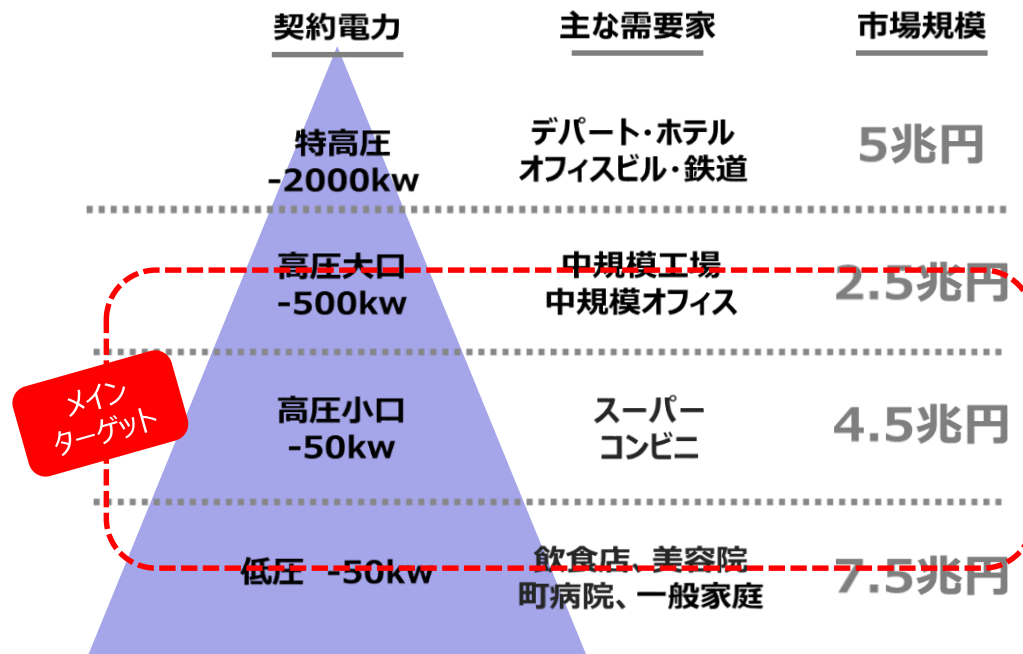 契約電力
主な需要家
市場規模
特高圧
-2000kw
デパート・ホテル
オフィスビル・鉄道
5兆円
高圧大口
-500kw
中規模工場
中規模オフィス
2.5兆円
メイン
ターゲット
高圧小口
-50kw
スーパー
コンビニ
4.5兆円
低圧 -50kw
飲食店、美容院
町病院、一般家庭
7.5兆円